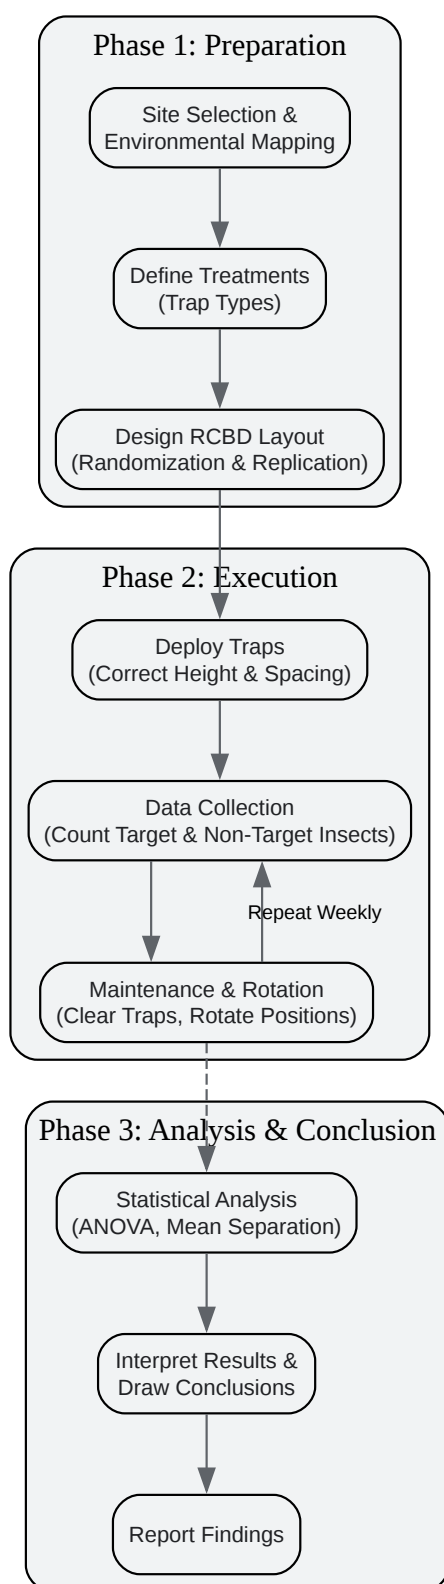 Phase 1: Preparation
Site Selection &
Environmental Mapping
Define Treatments
(Trap Types)
Design RCBD Layout
(Randomization & Replication)
Phase 2: Execution
Deploy Traps
(Correct Height & Spacing)
Data Collection
(Count Target & Non-Target Insects)
Repeat Weekly
Maintenance & Rotation
(Clear Traps, Rotate Positions)
Phase 3: Analysis & Conclusion
Statistical Analysis
(ANOVA, Mean Separation)
Interpret Results &
Draw Conclusions
Report Findings